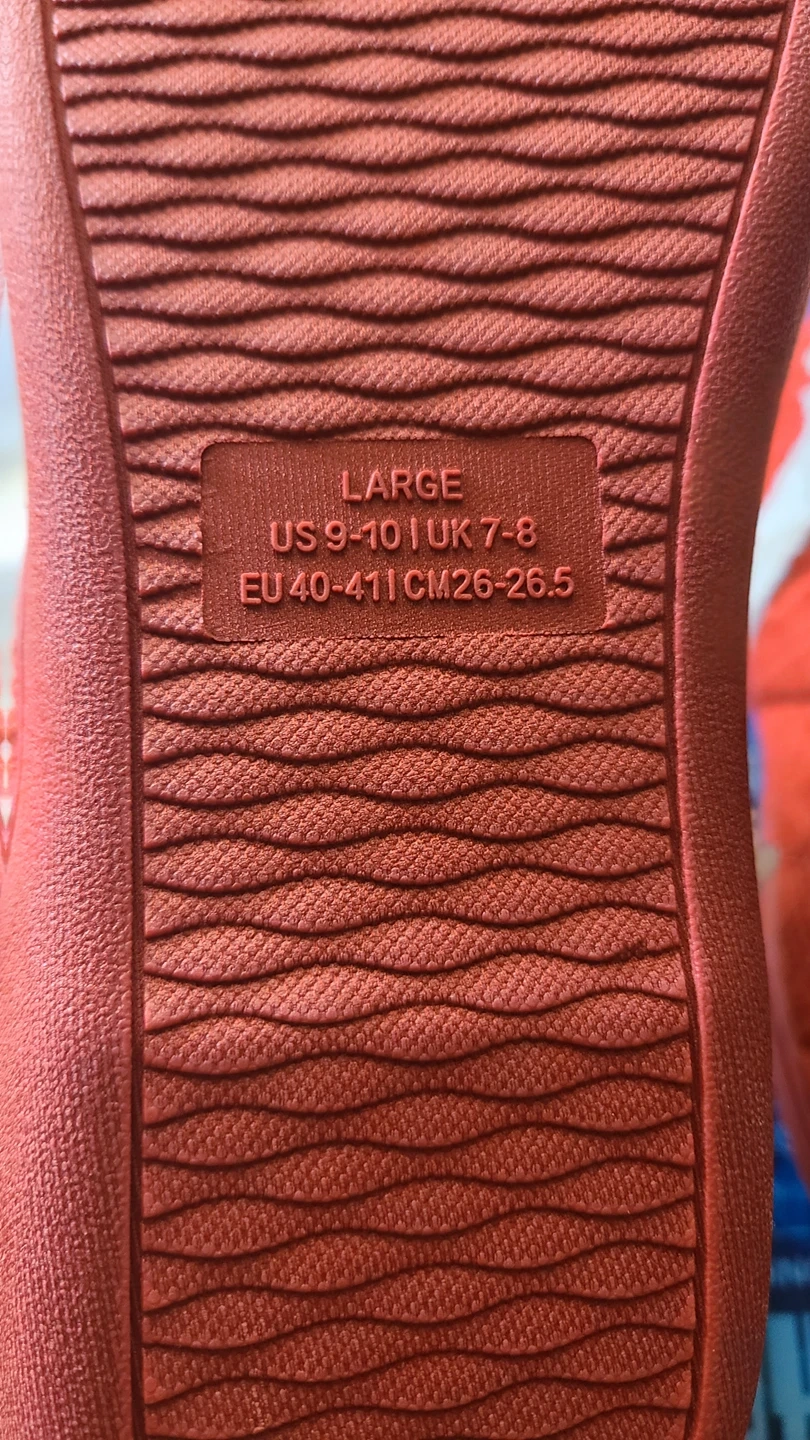 LARGE
US 9-10 | UK 7-8
EU 40-41 | CM26-26.5